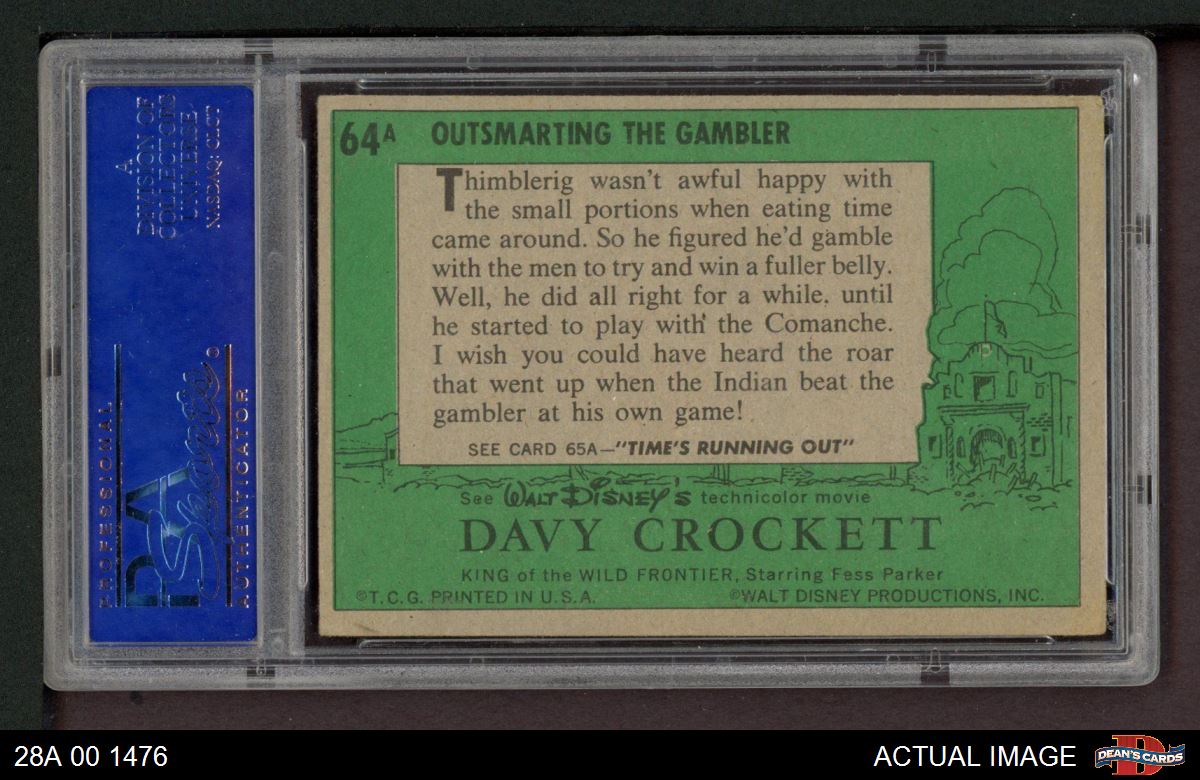 A
DIVISION OF
COLLECTORS
UNIVERSE
NASDAQ: CLCT
PROFESSIONAL
PSA
Sports
AUTHENTICATOR
64A OUTSMARTING THE GAMBLER
Thimblerig wasn't awful happy with
the small portions when eating time
came around. So he figured he'd gamble
with the men to try and win a fuller belly.
Well, he did all right for a while, until
he started to play with the Comanche.
I wish you could have heard the roar
that went up when the Indian beat the
gambler at his own game!
SEE CARD 65A—"TIME'S RUNNING OUT"
See WALT DISNEY'S technicolor movie
DAVY CROCKETT
KING of the WILD FRONTIER, Starring Fess Parker
©T.C.G. PRINTED IN U.S.A. ©WALT DISNEY PRODUCTIONS, INC.
28A 00 1476
ACTUAL IMAGE
D
DEAN'S CARDS